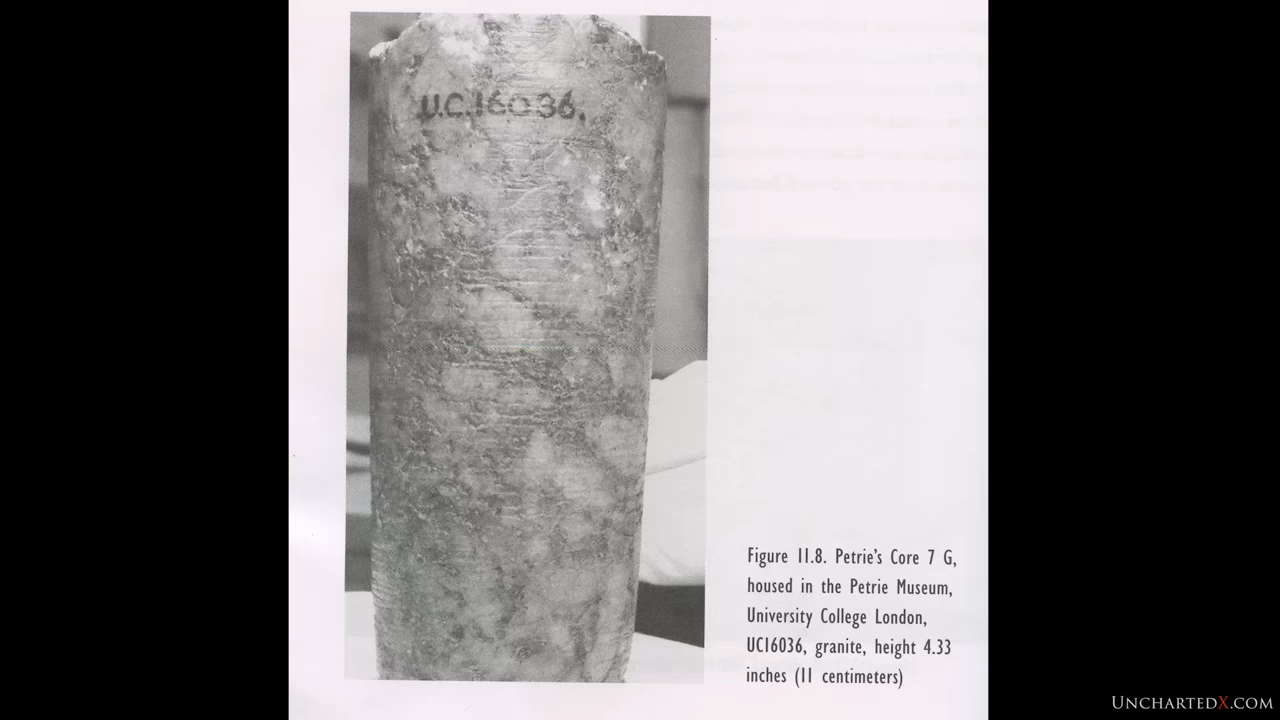 U.C.16036.
Figure 11.8. Petrie's Core 7 G,
housed in the Petrie Museum,
University College London,
UC16036, granite, height 4.33
inches (11 centimeters)
UNCHARTEDX.COM